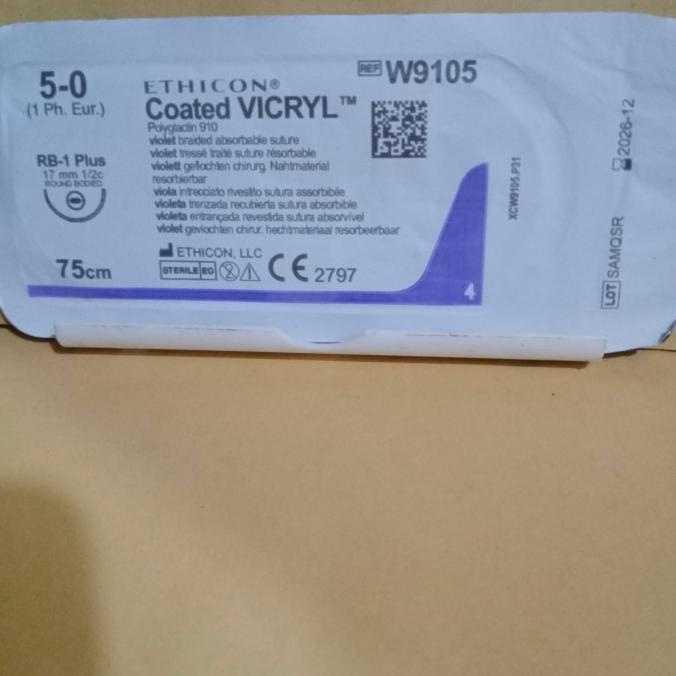 5-0
(1 Ph. Eur.)
RB-1 Plus
17 mm 1/2c
ROUND BODIED
75cm
ETHICON®
Coated VICRYL™
Polyglactin 910
violet braided absorbable suture
violet tressé traité suture résorbable
violett geflochten chirurg. Nahtmaterial
resorbierbar
viola intrecciato rivestito sutura assorbibile
violeta trenzada recubierta sutura absorbible
violeta entrançada revestida sutura absorvível
violet gevlochten chirur. hechtmateriaal resorbeerbaar
ETHICON, LLC
STERILE EO
2
CE 2797
REF W9105
4
XCW9105.P31
2026-12
LOT SAMQSR